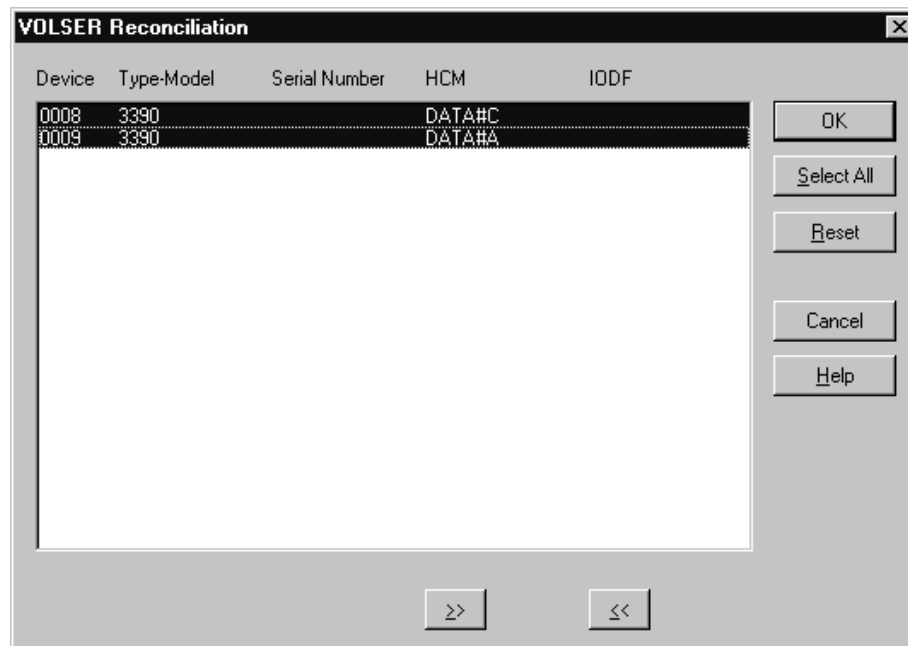 VOLSER Reconciliation
Device Type-Model Serial Number HCM IODF
0008 3390 DATA#C
0009 3390 DATA#A
OK
Select All
Reset
Cancel
Help
>> <<